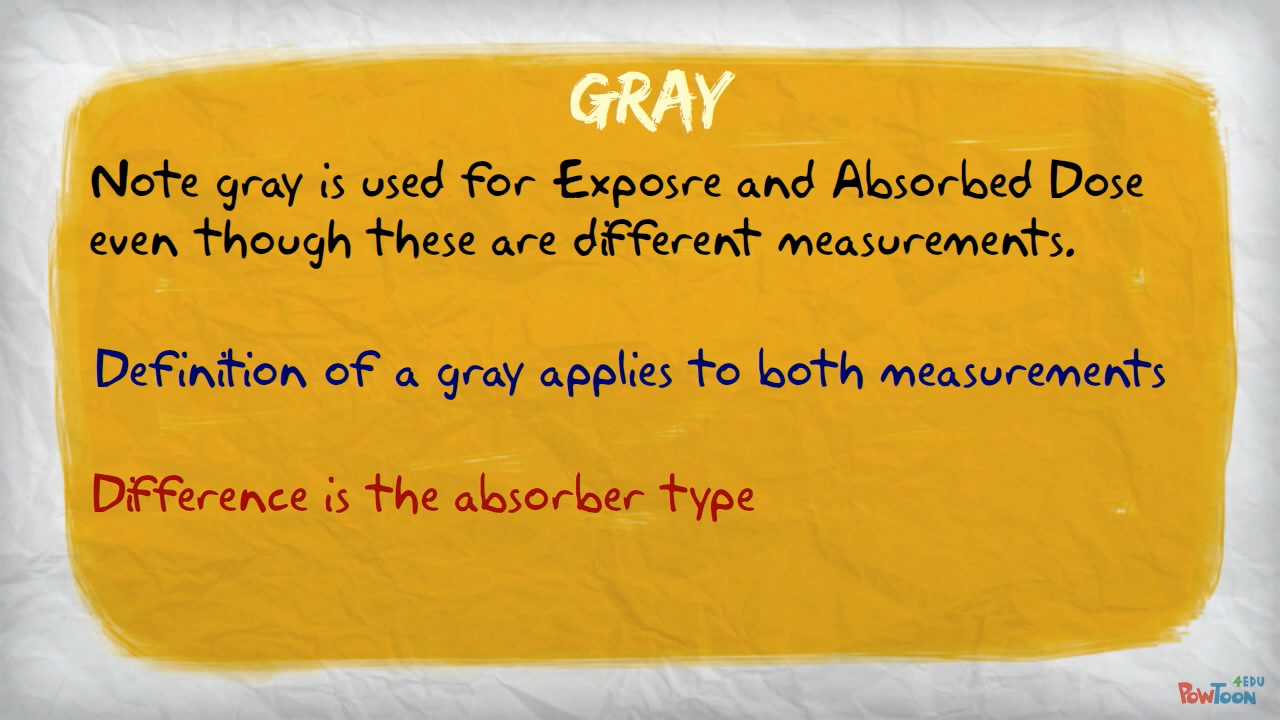 GRAY
Note gray is used for Exposre and Absorbed Dose
even though these are different measurements.
Definition of a gray applies to both measurements
Difference is the absorber type
4EDU
POWTOON